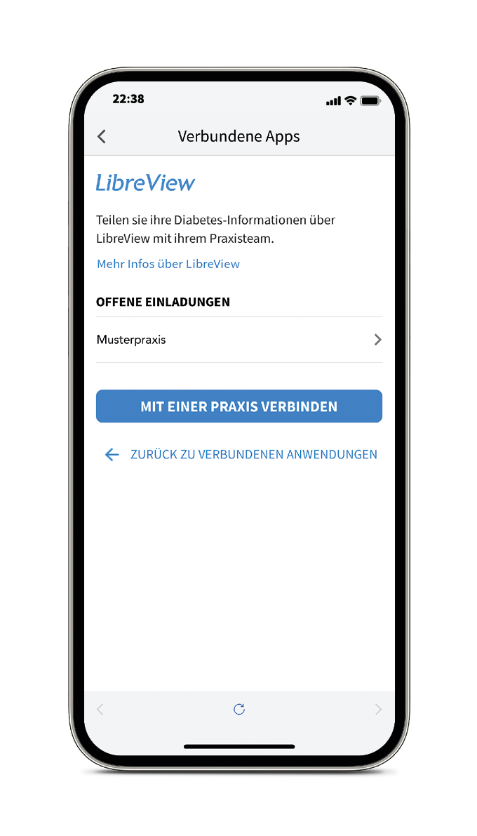 22:38
Verbundene Apps
LibreView
Teilen sie ihre Diabetes-Informationen über
LibreView mit ihrem Praxisteam.
Mehr Infos über LibreView
OFFENE EINLADUNGEN
Musterpraxis
MIT EINER PRAXIS VERBINDEN
ZURÜCK ZU VERBUNDENEN ANWENDUNGEN